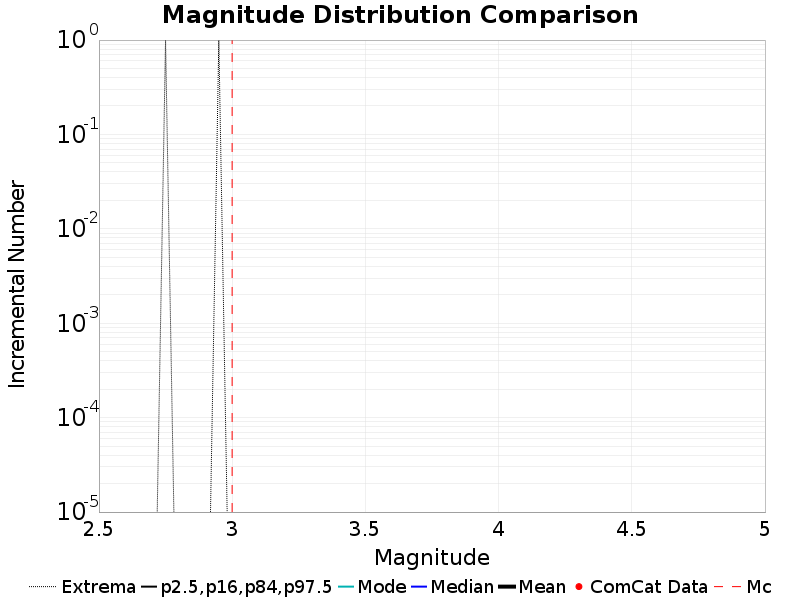 Magnitude Distribution Comparison
10^0
10^-1
10^-2
10^-3
10^-4
10^-5
Incremental Number
2.5 3 3.5 4 4.5 5
Magnitude
Extrema p2.5,p16,p84,p97.5 Mode Median Mean ComCat Data Mc